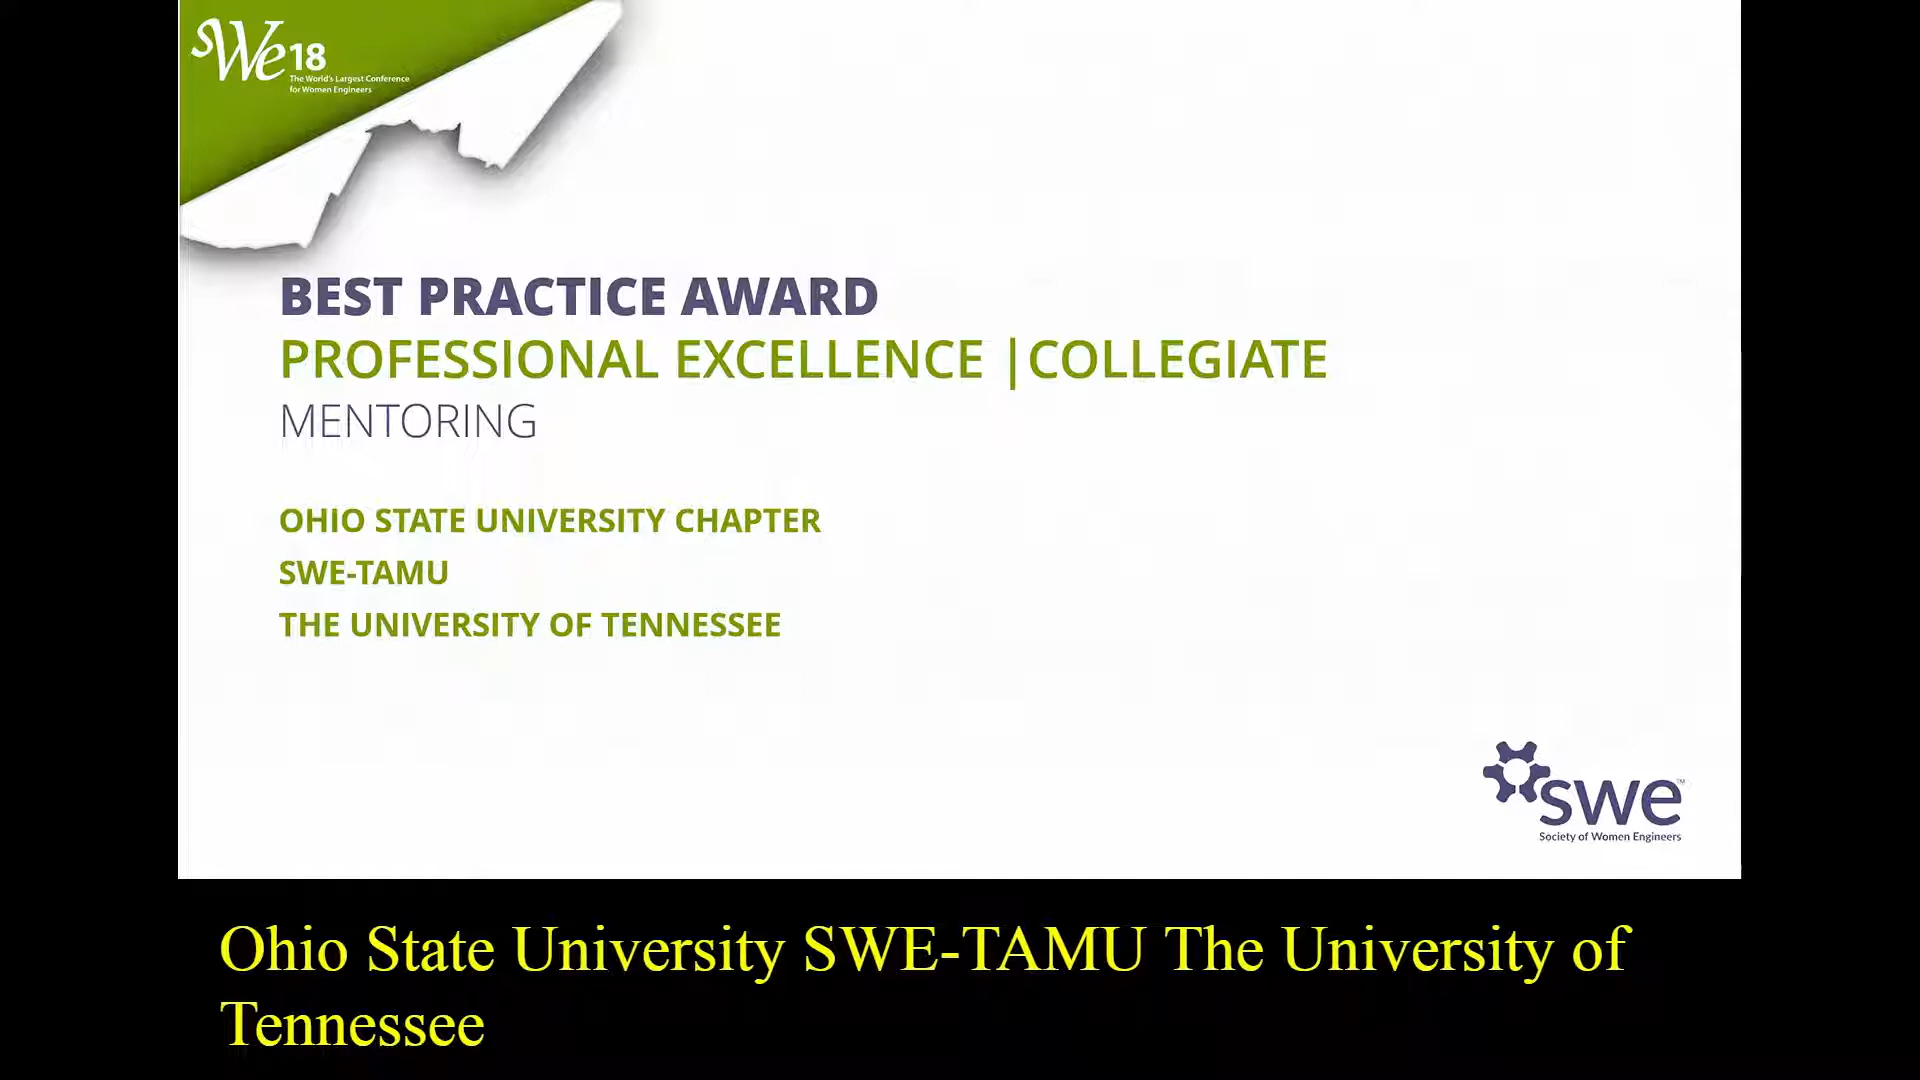 sWe18
The World's Largest Conference
for Women Engineers
BEST PRACTICE AWARD
PROFESSIONAL EXCELLENCE |COLLEGIATE
MENTORING
OHIO STATE UNIVERSITY CHAPTER
SWE-TAMU
THE UNIVERSITY OF TENNESSEE
swe™
Society of Women Engineers
Ohio State University SWE-TAMU The University of
Tennessee